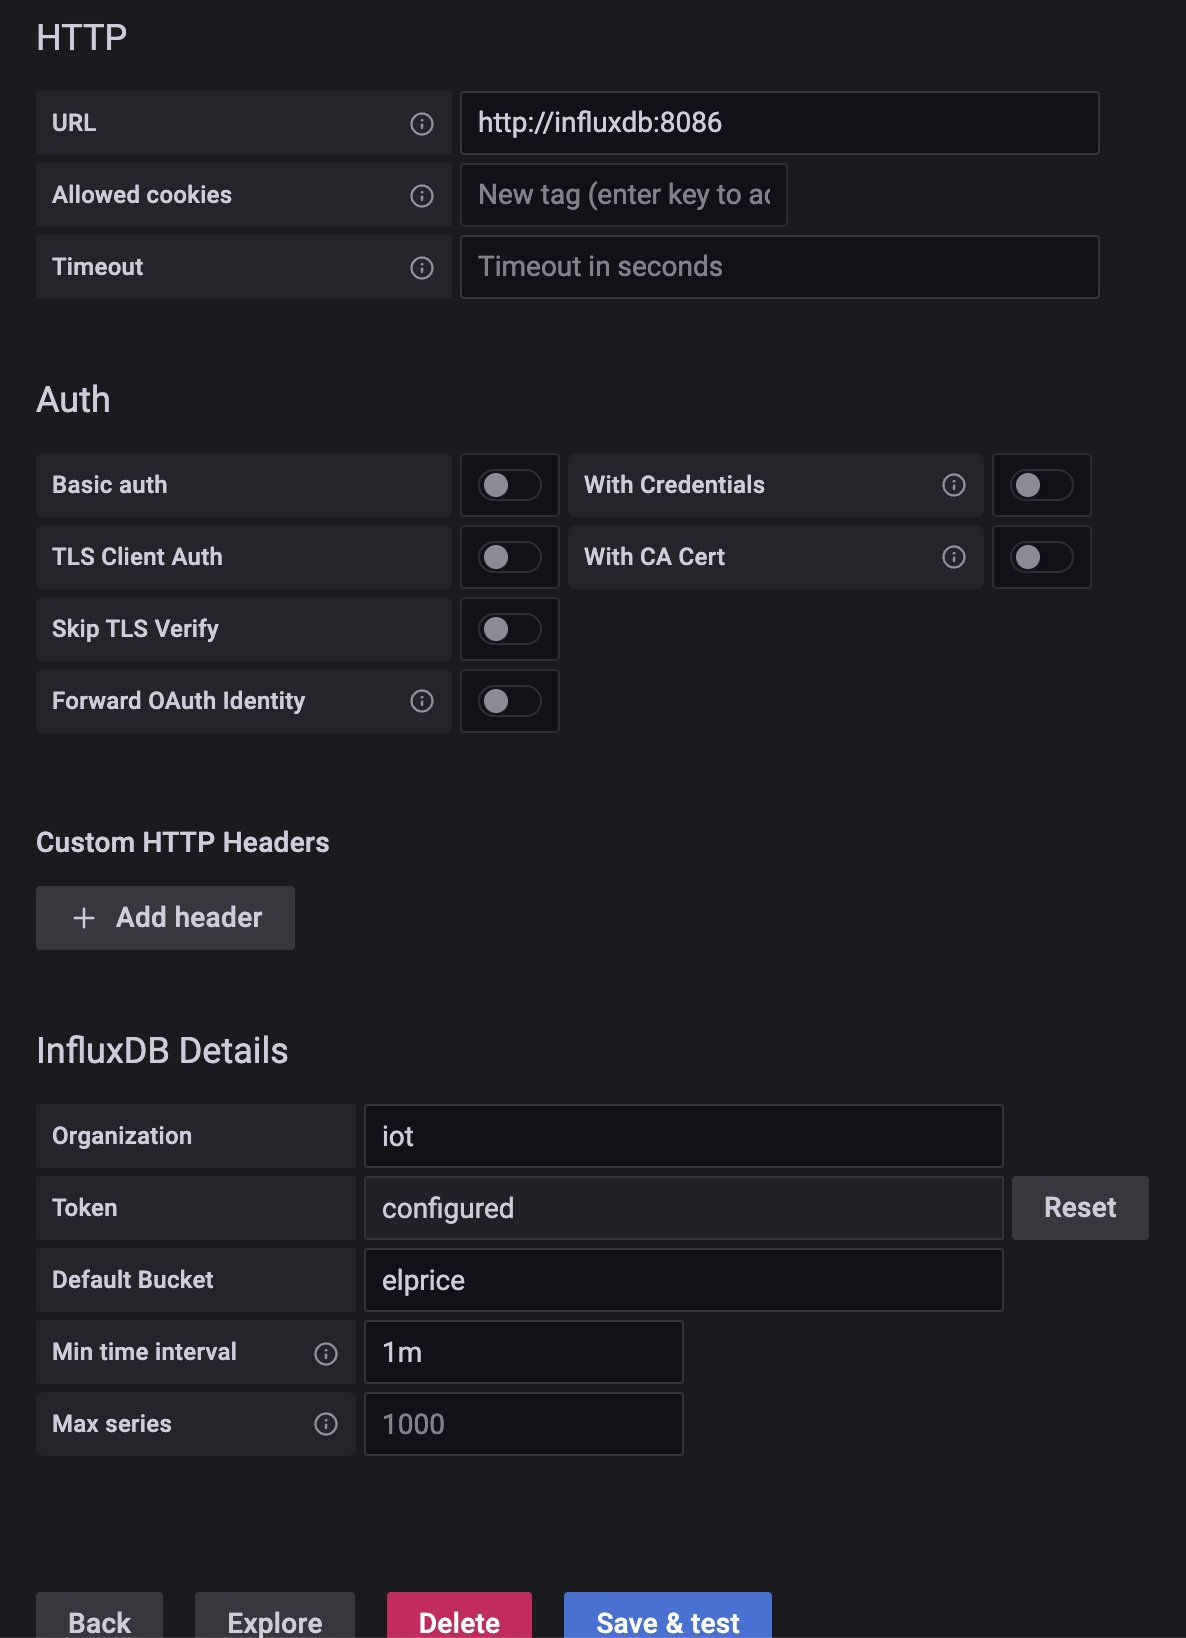 HTTP
URL
http://influxdb:8086
Allowed cookies
New tag (enter key to ac
Timeout
Timeout in seconds
Auth
Basic auth
With Credentials
TLS Client Auth
With CA Cert
Skip TLS Verify
Forward OAuth Identity
Custom HTTP Headers
+ Add header
InfluxDB Details
Organization
iot
Token
configured
Reset
Default Bucket
elprice
Min time interval
1m
Max series
1000
Back
Explore
Delete
Save & test